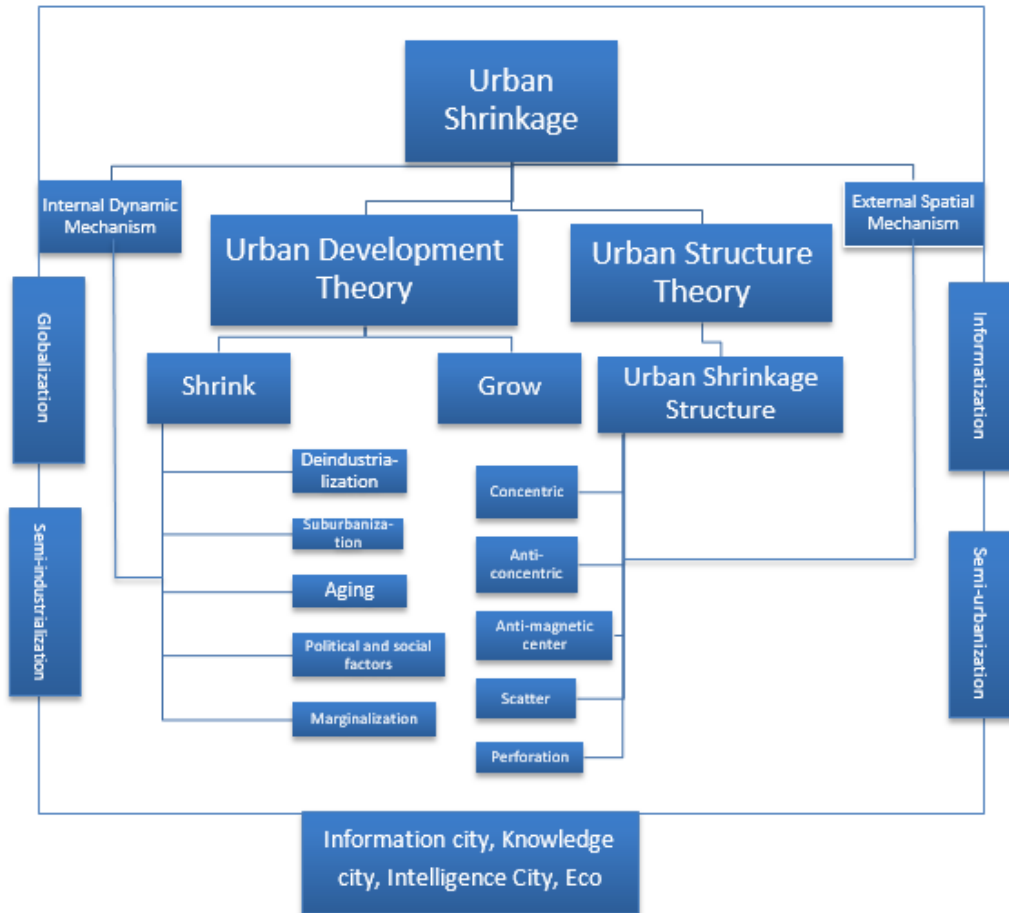 Urban
Shrinkage
Internal Dynamic
Mechanism
External Spatial
Mechanism
Urban Development
Theory
Urban Structure
Theory
Globalization
Informatization
Shrink
Grow
Urban Shrinkage
Structure
Deindustria-
lization
Concentric
Suburbaniza-
tion
Anti-
concentric
Semi-industrialization
Semi-urbanization
Aging
Anti-magnetic
center
Political and social
factors
Scatter
Marginalization
Perforation
Information city, Knowledge
city, Intelligence City, Eco